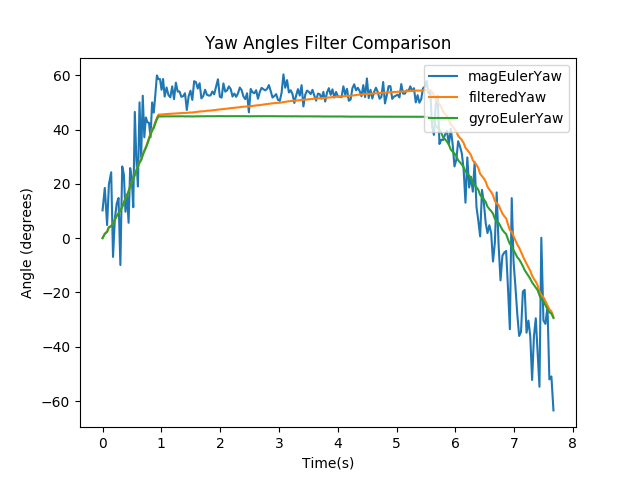 Yaw Angles Filter Comparison
magEulerYaw
filteredYaw
gyroEulerYaw
Angle (degrees)
60
40
20
0
−20
−40
−60
0 1 2 3 4 5 6 7 8
Time(s)